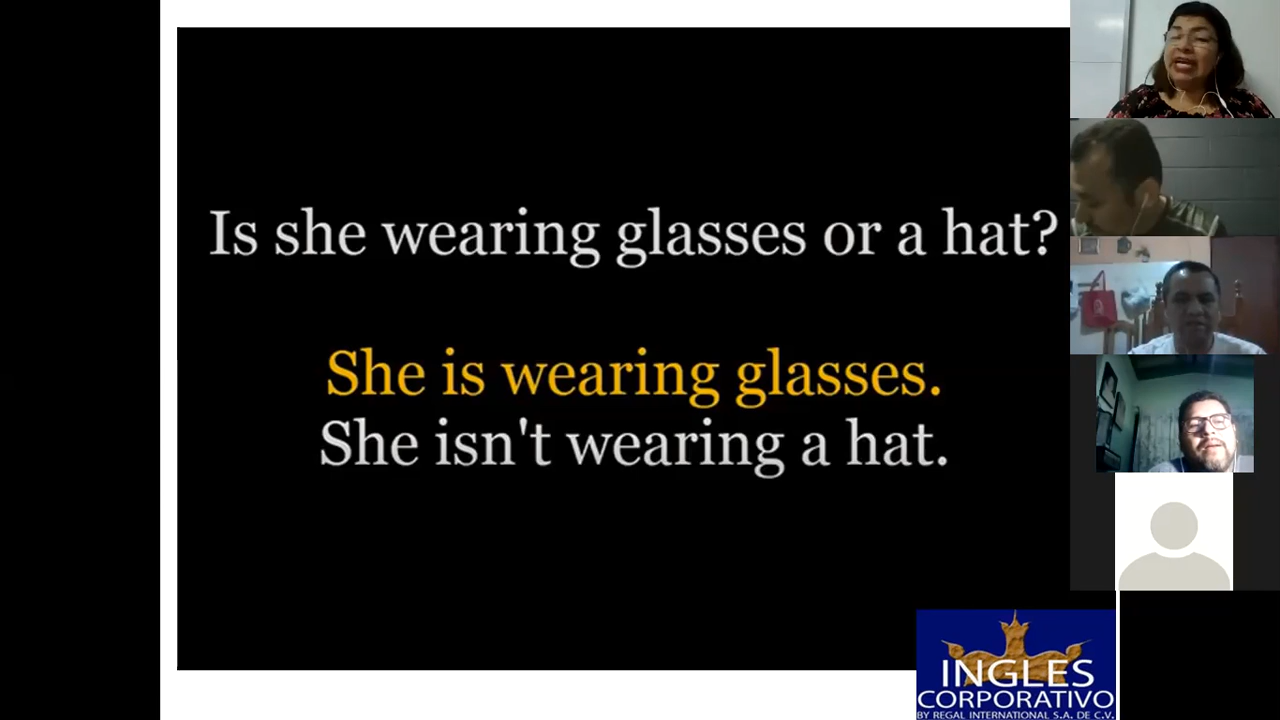 Is she wearing glasses or a hat?
She is wearing glasses.
She isn't wearing a hat.
INGLES
CORPORATIVO
BY REGAL INTERNATIONAL S.A. DE C.V.